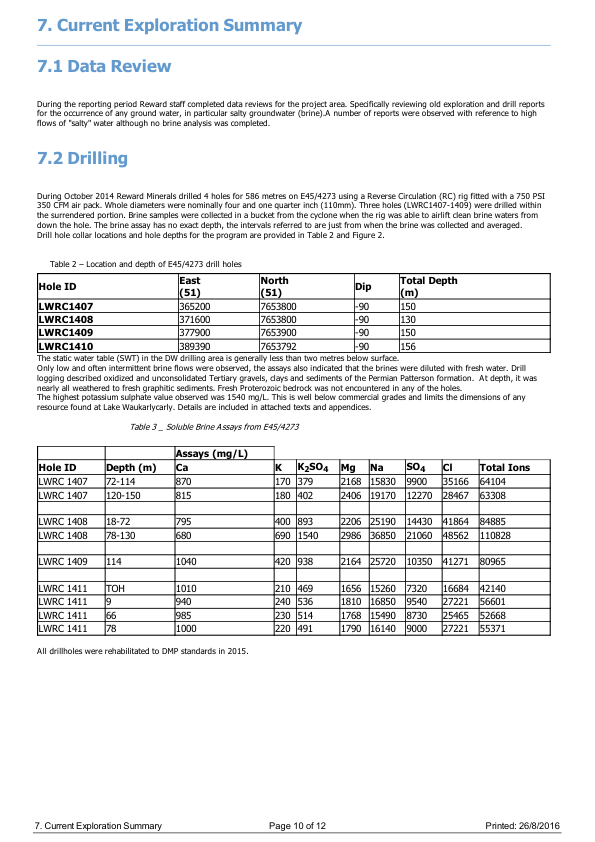 7. Current Exploration Summary
7.1 Data Review
During the reporting period Reward staff completed data reviews for the project area. Specifically reviewing old exploration and drill reports
for the occurrence of any ground water, in particular salty groundwater (brine).A number of reports were observed with reference to high
flows of "salty" water although no brine analysis was completed.
7.2 Drilling
During October 2014 Reward Minerals drilled 4 holes for 586 metres on E45/4273 using a Reverse Circulation (RC) rig fitted with a 750 PSI
350 CFM air pack. Whole diameters were nominally four and one quarter inch (110mm). Three holes (LWRC1407-1409) were drilled within
the surrendered portion. Brine samples were collected in a bucket from the cyclone when the rig was able to airlift clean brine waters from
down the hole. The brine assay has no exact depth, the intervals referred to are just from when the brine was collected and averaged.
Drill hole collar locations and hole depths for the program are provided in Table 2 and Figure 2.
Table 2 – Location and depth of E45/4273 drill holes
Hole ID East (51) North (51) Dip Total Depth (m)
LWRC1407 365200 7653800 -90 150
LWRC1408 371600 7653800 -90 130
LWRC1409 377900 7653900 -90 150
LWRC1410 389390 7653792 -90 156
The static water table (SWT) in the DW drilling area is generally less than two metres below surface.
Only low and often intermittent brine flows were observed, the assays also indicated that the brines were diluted with fresh water. Drill
logging described oxidized and unconsolidated Tertiary gravels, clays and sediments of the Permian Patterson formation. At depth, it was
nearly all weathered to fresh graphitic sediments. Fresh Proterozoic bedrock was not encountered in any of the holes.
The highest potassium sulphate value observed was 1540 mg/L. This is well below commercial grades and limits the dimensions of any
resource found at Lake Waukarlycarly. Details are included in attached texts and appendices.
Table 3 _ Soluble Brine Assays from E45/4273
Assays (mg/L)
Hole ID Depth (m) Ca K K2SO4 Mg Na SO4 Cl Total Ions
LWRC 1407 72-114 870 170 379 2168 15830 9900 35166 64104
LWRC 1407 120-150 815 180 402 2406 19170 12270 28467 63308
LWRC 1408 18-72 795 400 893 2206 25190 14430 41864 84885
LWRC 1408 78-130 680 690 1540 2986 36850 21060 48562 110828
LWRC 1409 114 1040 420 938 2164 25720 10350 41271 80965
LWRC 1411 TOH 1010 210 469 1656 15260 7320 16684 42140
LWRC 1411 9 940 240 536 1810 16850 9540 27221 56601
LWRC 1411 66 985 230 514 1768 15490 8730 25465 52668
LWRC 1411 78 1000 220 491 1790 16140 9000 27221 55371
All drillholes were rehabilitated to DMP standards in 2015.
7. Current Exploration Summary Page 10 of 12 Printed: 26/8/2016